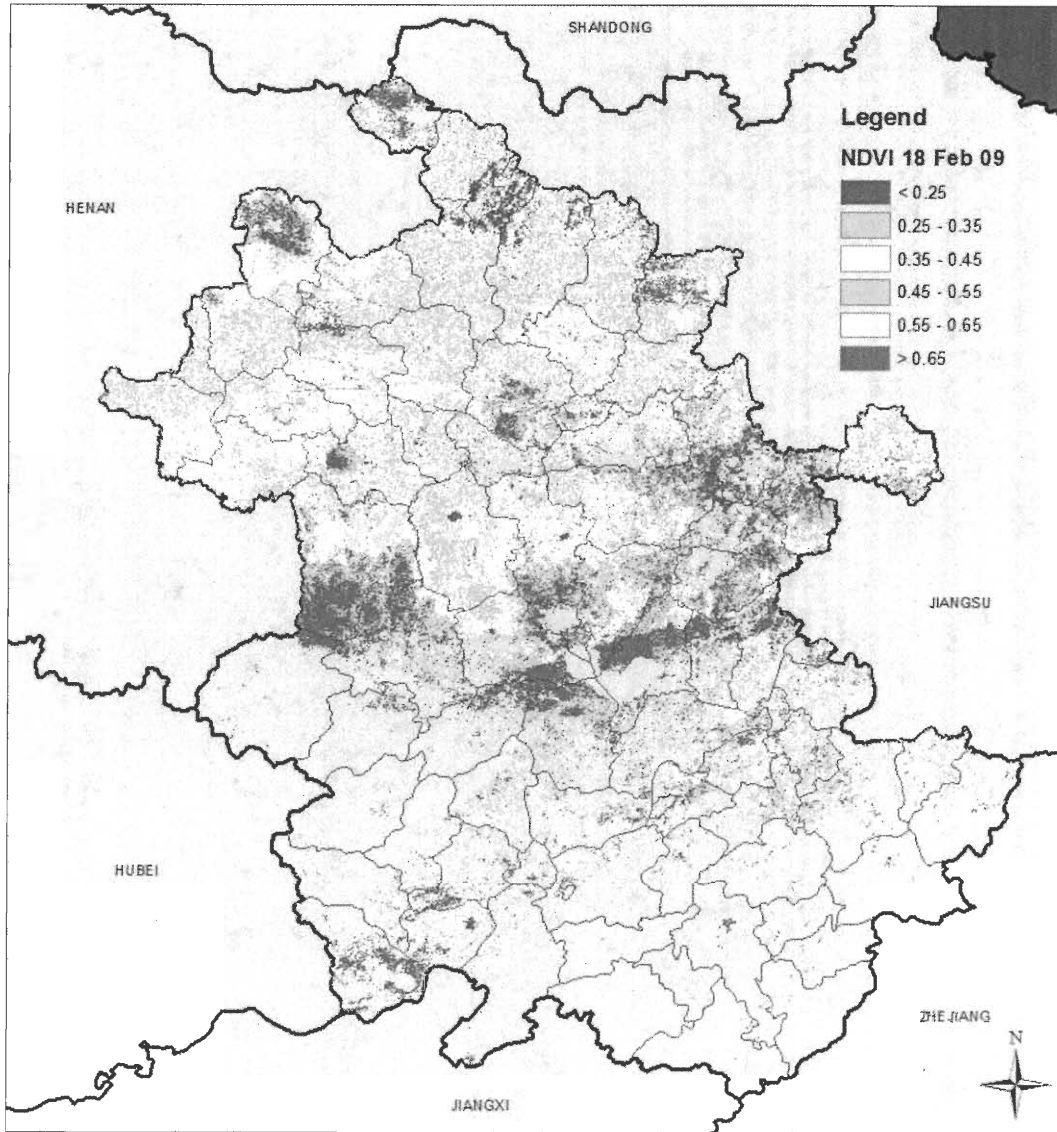 SHANDONG
Legend
NDVI 18 Feb 09
HENAN
< 0.25
0.25 - 0.35
0.35 - 0.45
0.45 - 0.55
0.55 - 0.65
> 0.65
JIANGSU
HUBEI
ZHEJIANG
N
JIANGXI